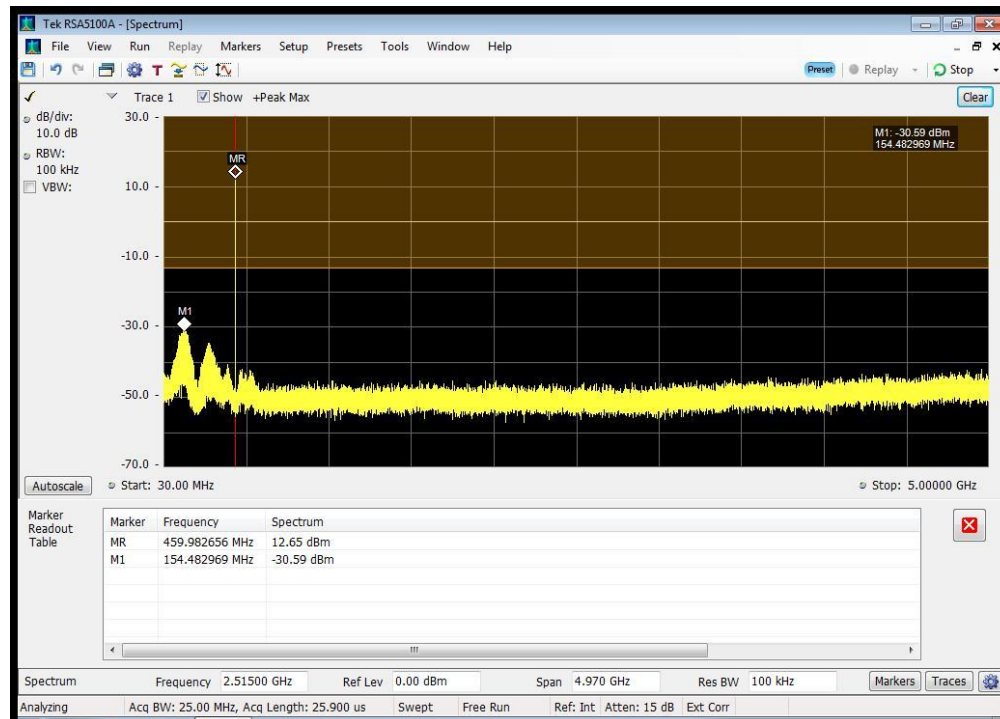 Tek RSA5100A - [Spectrum]
File View Run Replay Markers Setup Presets Tools Window Help
T Preset Replay Stop
Trace 1 Show +Peak Max Clear
dB/div:
10.0 dB
RBW:
100 kHz
VBW:
30.0
10.0
-10.0
-30.0
-50.0
-70.0
M1: -30.59 dBm
154.482969 MHz
MR
M1
Autoscale Start: 30.00 MHz Stop: 5.00000 GHz
Marker
Readout
Table
Marker Frequency Spectrum
MR 459.982656 MHz 12.65 dBm
M1 154.482969 MHz -30.59 dBm
Spectrum Frequency 2.51500 GHz Ref Lev 0.00 dBm Span 4.970 GHz Res BW 100 kHz Markers Traces
Analyzing Acq BW: 25.00 MHz, Acq Length: 25.900 us Swept Free Run Ref: Int Atten: 15 dB Ext Corr